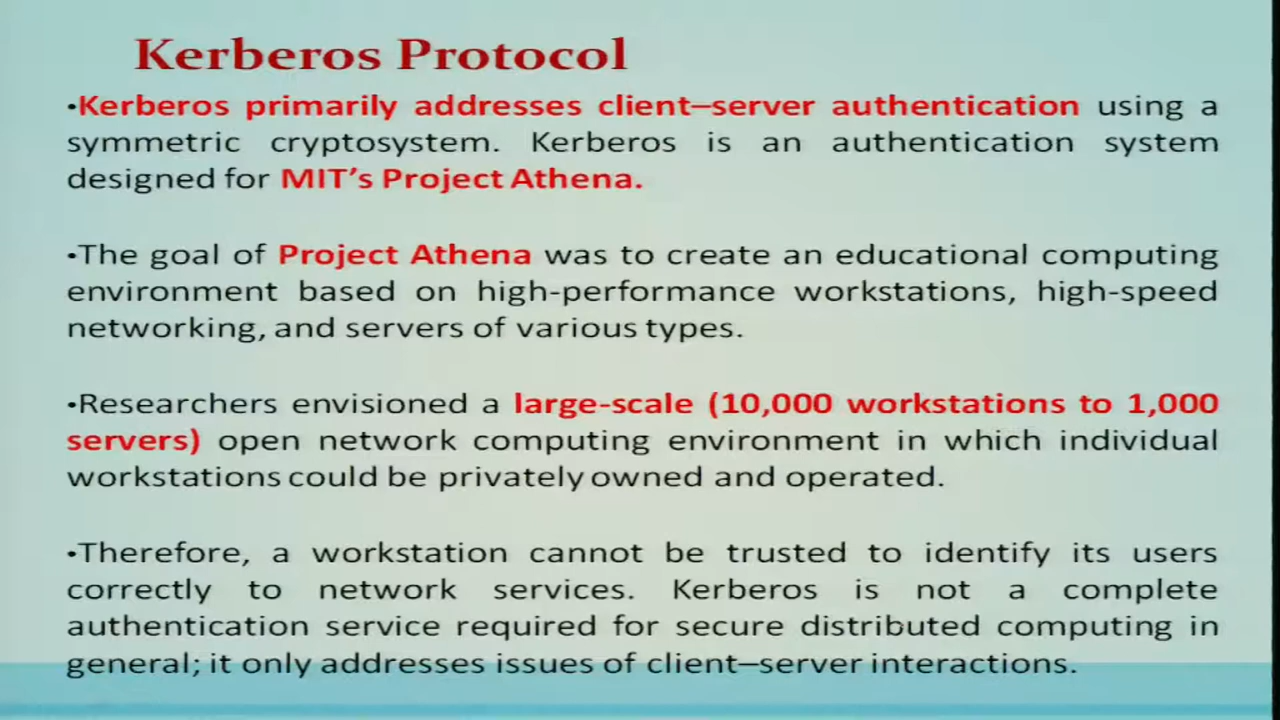 Kerberos Protocol
•Kerberos primarily addresses client–server authentication using a
symmetric cryptosystem. Kerberos is an authentication system
designed for MIT’s Project Athena.
•The goal of Project Athena was to create an educational computing
environment based on high-performance workstations, high-speed
networking, and servers of various types.
•Researchers envisioned a large-scale (10,000 workstations to 1,000
servers) open network computing environment in which individual
workstations could be privately owned and operated.
•Therefore, a workstation cannot be trusted to identify its users
correctly to network services. Kerberos is not a complete
authentication service required for secure distributed computing in
general; it only addresses issues of client–server interactions.